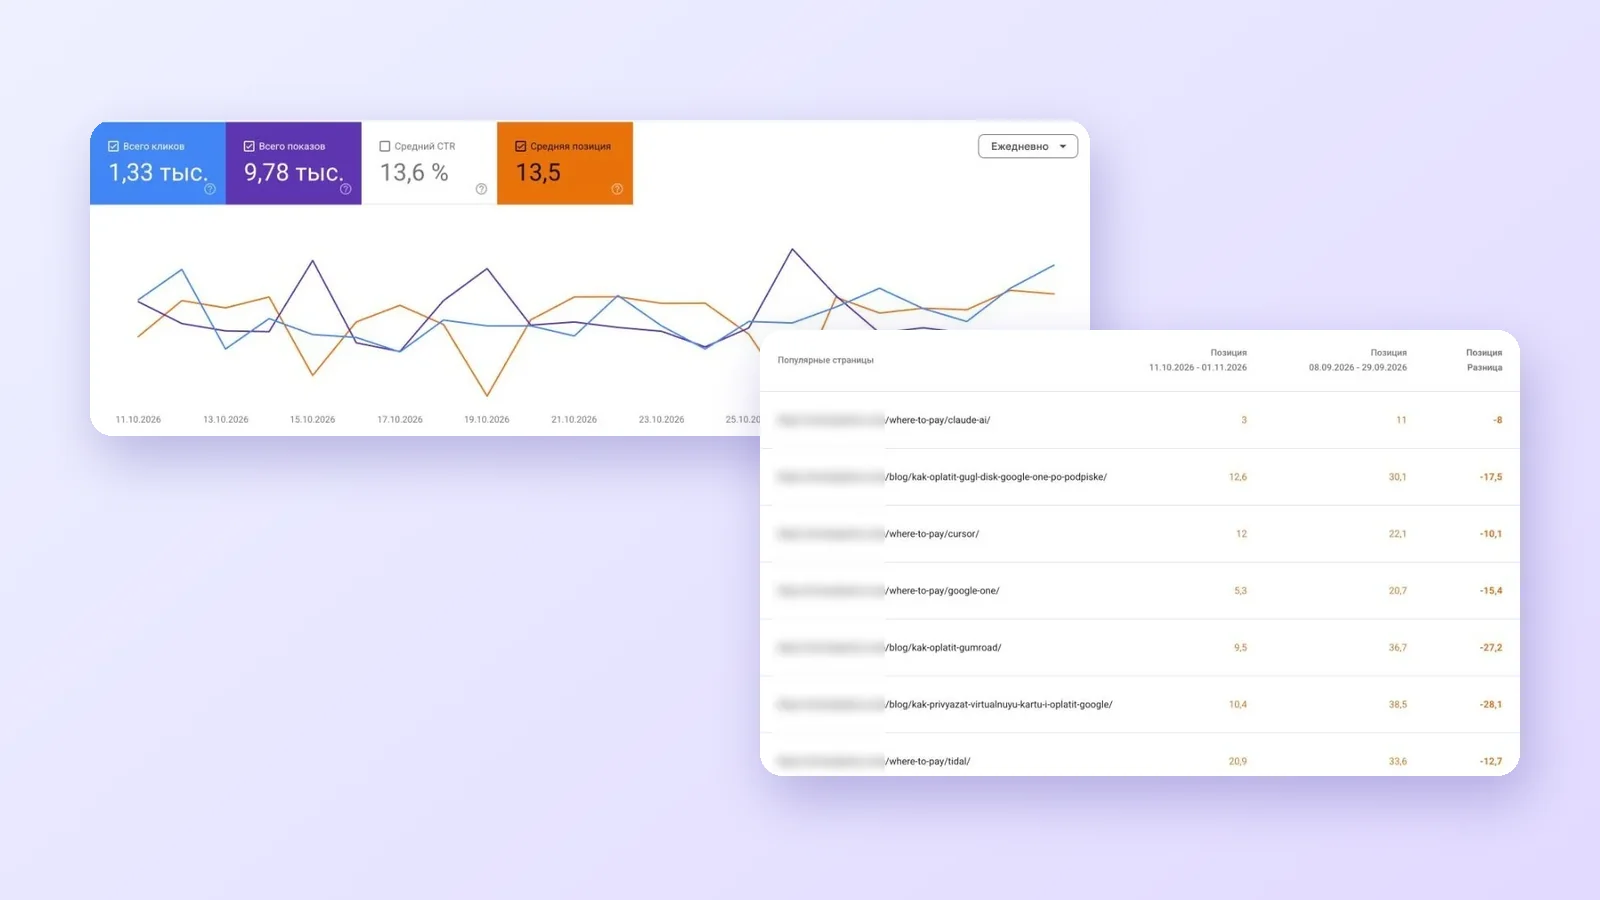 Всего кликов
1,33 тыс.
Всего показов
9,78 тыс.
Средний CTR
13,6 %
Средняя позиция
13,5
Ежедневно
11.10.2026 13.10.2026 15.10.2026 17.10.2026 19.10.2026 21.10.2026 23.10.2026 25.10.20
Популярные страницы
Позиция
11.10.2026 - 01.11.2026
Позиция
08.09.2026 - 29.09.2026
Позиция
Разница
/where-to-pay/claude-ai/ 3 11 -8
/blog/kak-oplatit-gugl-disk-google-one-po-podpiske/ 12,6 30,1 -17,5
/where-to-pay/cursor/ 12 22,1 -10,1
/where-to-pay/google-one/ 5,3 20,7 -15,4
/blog/kak-oplatit-gumroad/ 9,5 36,7 -27,2
/blog/kak-privyazat-virtualnuyu-kartu-i-oplatit-google/ 10,4 38,5 -28,1
/where-to-pay/tidal/ 20,9 33,6 -12,7